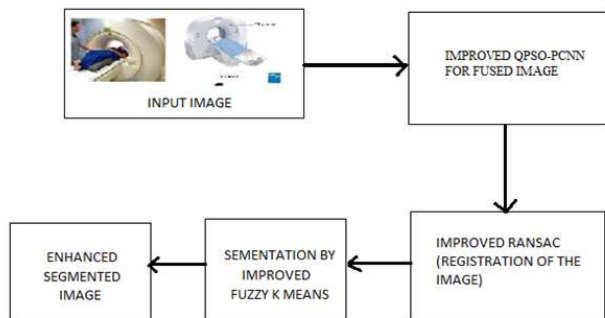 INPUT IMAGE
IMPROVED QPSO-PCNN
FOR FUSED IMAGE
IMPROVED RANSAC
(REGISTRATION OF THE
IMAGE)
SEMENTATION BY
IMPROVED
FUZZY K MEANS
ENHANCED
SEGMENTED
IMAGE